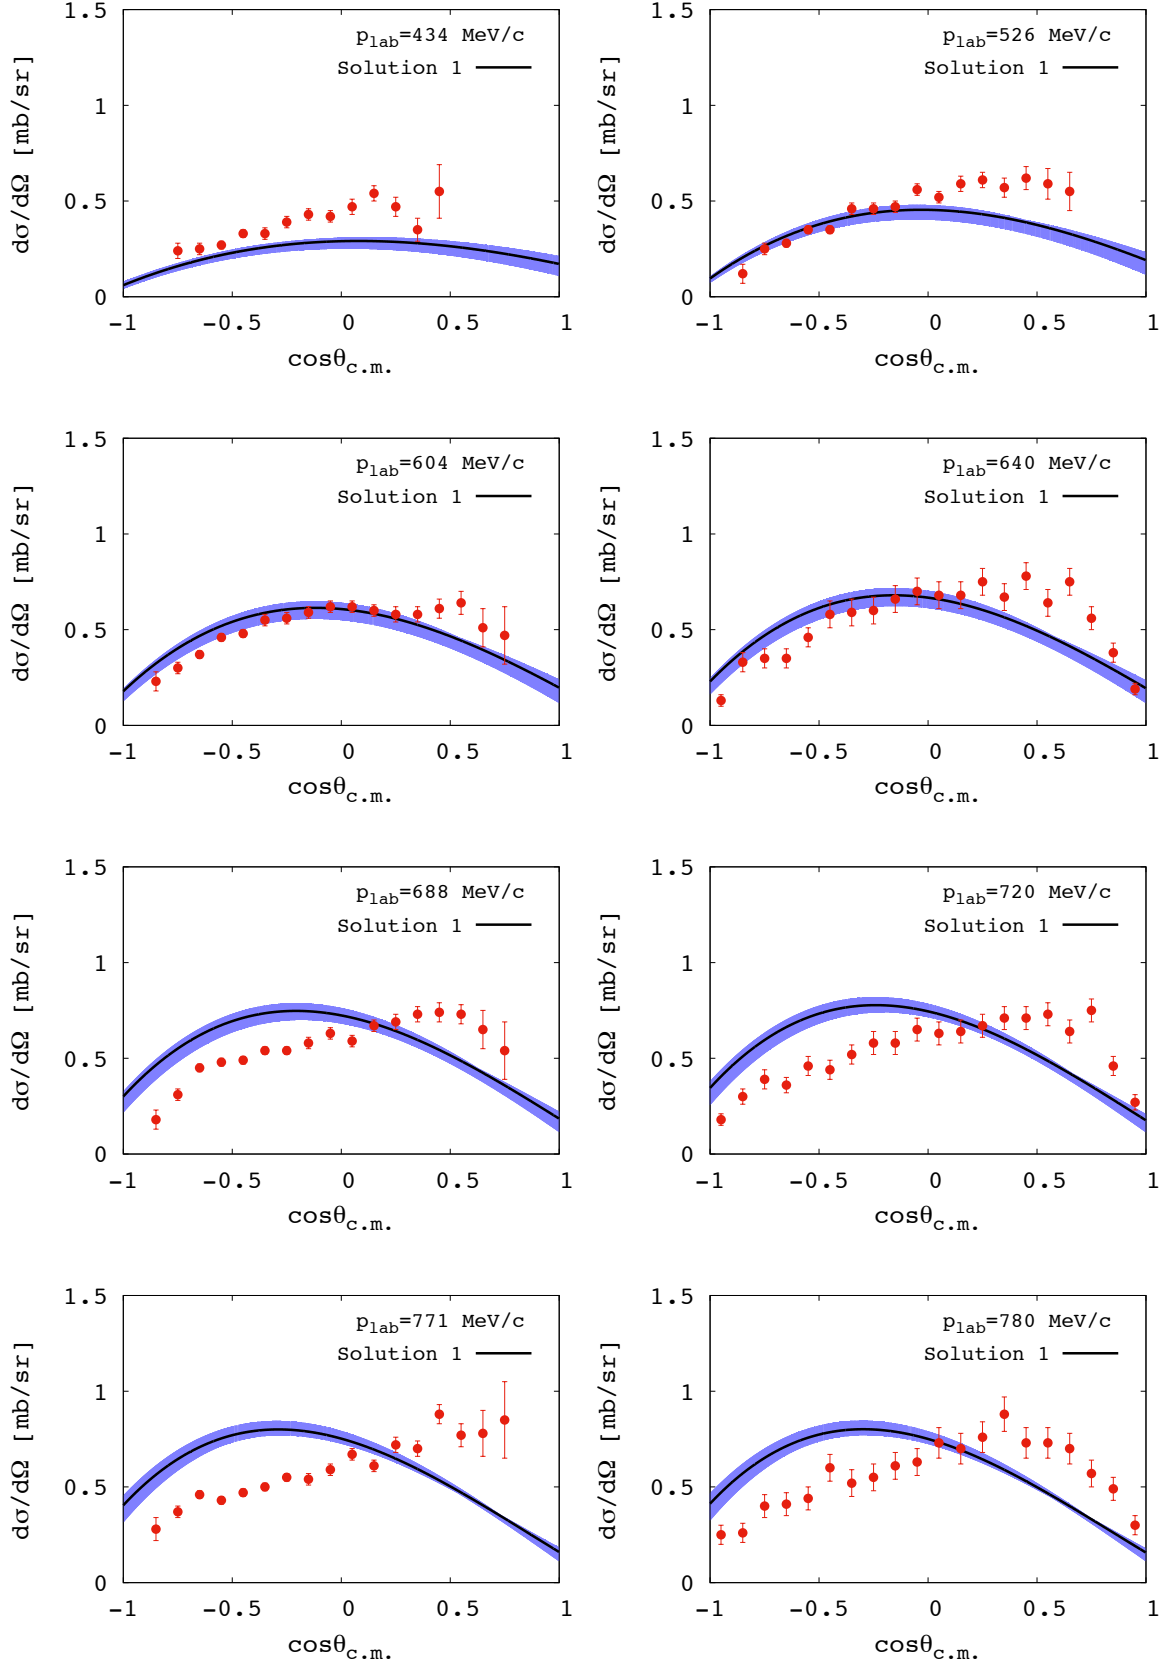 1.5
1
0.5
0
dσ/dΩ [mb/sr]
p_lab=434 MeV/c
Solution 1
-1 -0.5 0 0.5 1
cosθ_c.m.
1.5
1
0.5
0
dσ/dΩ [mb/sr]
p_lab=526 MeV/c
Solution 1
-1 -0.5 0 0.5 1
cosθ_c.m.
1.5
1
0.5
0
dσ/dΩ [mb/sr]
p_lab=604 MeV/c
Solution 1
-1 -0.5 0 0.5 1
cosθ_c.m.
1.5
1
0.5
0
dσ/dΩ [mb/sr]
p_lab=640 MeV/c
Solution 1
-1 -0.5 0 0.5 1
cosθ_c.m.
1.5
1
0.5
0
dσ/dΩ [mb/sr]
p_lab=688 MeV/c
Solution 1
-1 -0.5 0 0.5 1
cosθ_c.m.
1.5
1
0.5
0
dσ/dΩ [mb/sr]
p_lab=720 MeV/c
Solution 1
-1 -0.5 0 0.5 1
cosθ_c.m.
1.5
1
0.5
0
dσ/dΩ [mb/sr]
p_lab=771 MeV/c
Solution 1
-1 -0.5 0 0.5 1
cosθ_c.m.
1.5
1
0.5
0
dσ/dΩ [mb/sr]
p_lab=780 MeV/c
Solution 1
-1 -0.5 0 0.5 1
cosθ_c.m.